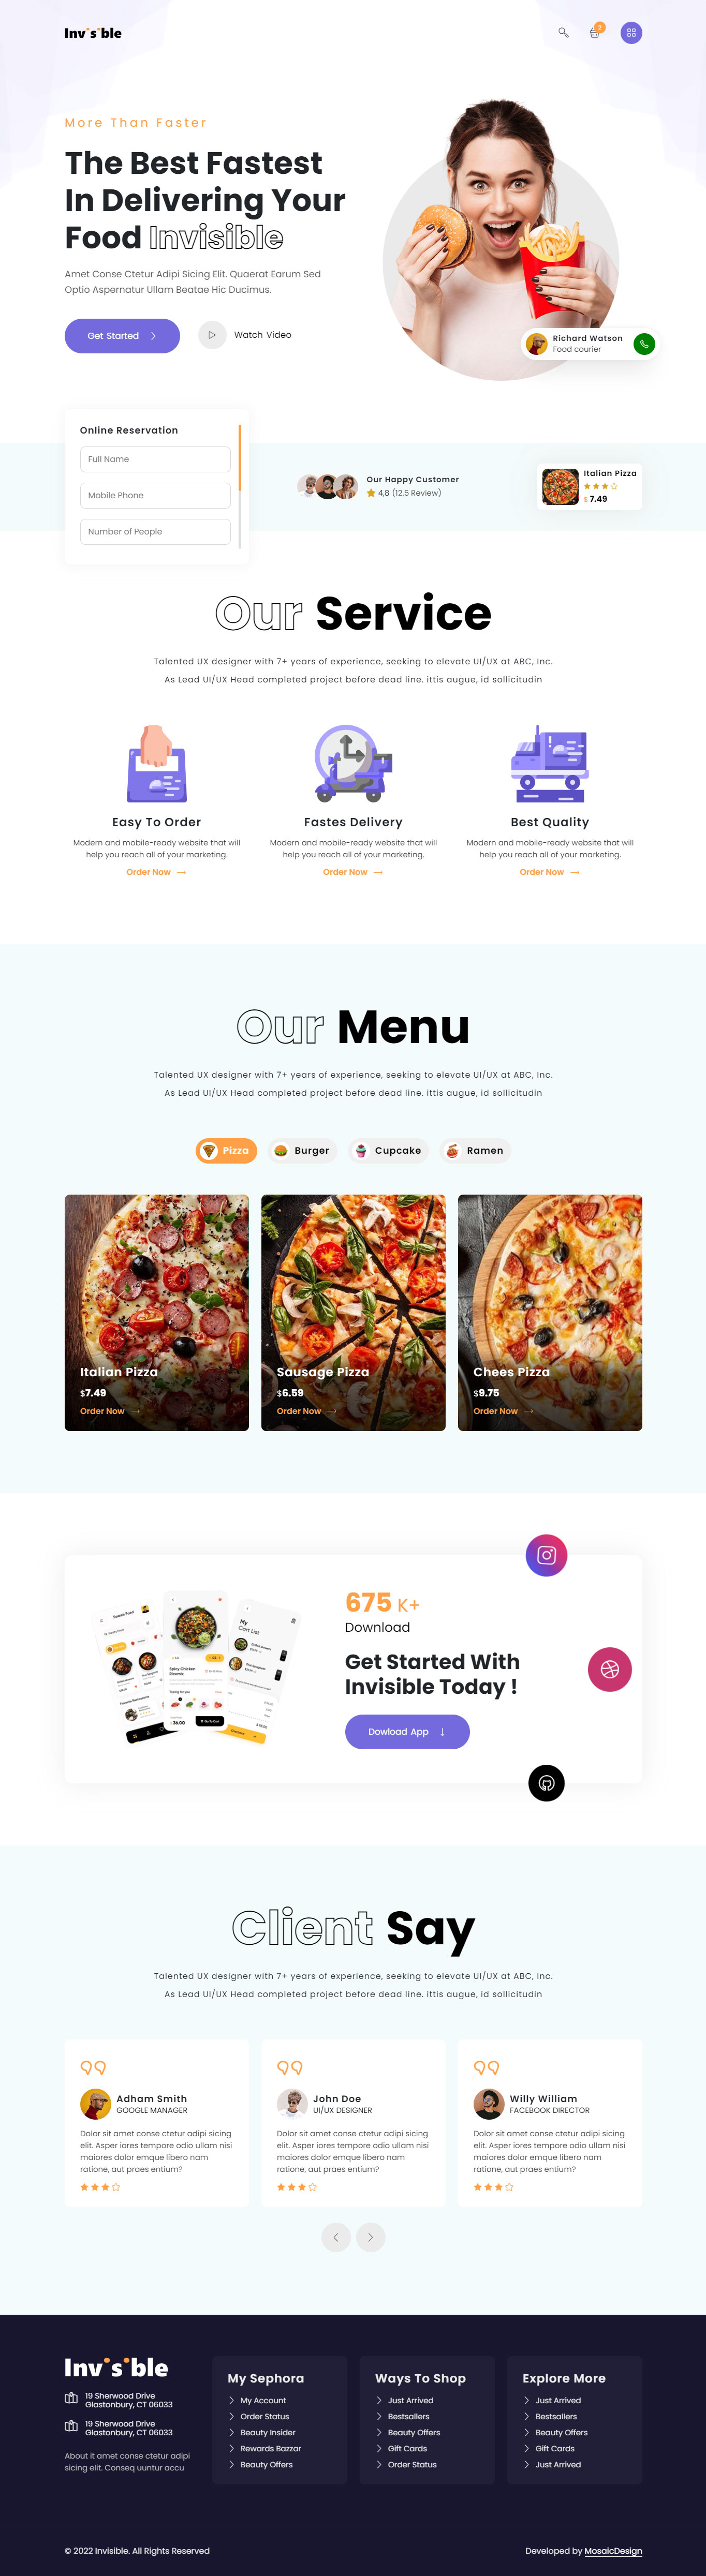 Invisible
2
More Than Faster
The Best Fastest
In Delivering Your
Food Invisible
Amet Conse Ctetur Adipi Sicing Elit. Quaerat Earum Sed
Optio Aspernatur Ullam Beatae Hic Ducimus.
Get Started
Watch Video
Richard Watson
Food courier
Online Reservation
Full Name
Mobile Phone
Number of People
Our Happy Customer
4,8 (12.5 Review)
Italian Pizza
$ 7.49
Our Service
Talented UX designer with 7+ years of experience, seeking to elevate UI/UX at ABC, Inc.
As Lead UI/UX Head completed project before dead line. ittis augue, id sollicitudin
Easy To Order
Modern and mobile-ready website that will
help you reach all of your marketing.
Order Now
Fastes Delivery
Modern and mobile-ready website that will
help you reach all of your marketing.
Order Now
Best Quality
Modern and mobile-ready website that will
help you reach all of your marketing.
Order Now
Our Menu
Talented UX designer with 7+ years of experience, seeking to elevate UI/UX at ABC, Inc.
As Lead UI/UX Head completed project before dead line. ittis augue, id sollicitudin
Pizza
Burger
Cupcake
Ramen
Italian Pizza
$7.49
Order Now
Sausage Pizza
$6.59
Order Now
Chees Pizza
$9.75
Order Now
My
Cart List
Spicy Chicken
36.00
675 K+
Download
Get Started With
Invisible Today !
Dowload App
Client Say
Talented UX designer with 7+ years of experience, seeking to elevate UI/UX at ABC, Inc.
As Lead UI/UX Head completed project before dead line. ittis augue, id sollicitudin
Adham Smith
GOOGLE MANAGER
Dolor sit amet conse ctetur adipi sicing
elit. Asper iores tempore odio ullam nisi
maiores dolor emque libero nam
ratione, aut praes entium?
John Doe
UI/UX DESIGNER
Dolor sit amet conse ctetur adipi sicing
elit. Asper iores tempore odio ullam nisi
maiores dolor emque libero nam
ratione, aut praes entium?
Willy William
FACEBOOK DIRECTOR
Dolor sit amet conse ctetur adipi sicing
elit. Asper iores tempore odio ullam nisi
maiores dolor emque libero nam
ratione, aut praes entium?
Invisible
19 Sherwood Drive
Glastonbury, CT 06033
19 Sherwood Drive
Glastonbury, CT 06033
About it amet conse ctetur adipi
sicing elit. Conseq uuntur accu
My Sephora
My Account
Order Status
Beauty Insider
Rewards Bazzar
Beauty Offers
Ways To Shop
Just Arrived
Bestsallers
Beauty Offers
Gift Cards
Order Status
Explore More
Just Arrived
Bestsallers
Beauty Offers
Gift Cards
Just Arrived
© 2022 Invisible. All Rights Reserved
Developed by MosaicDesign